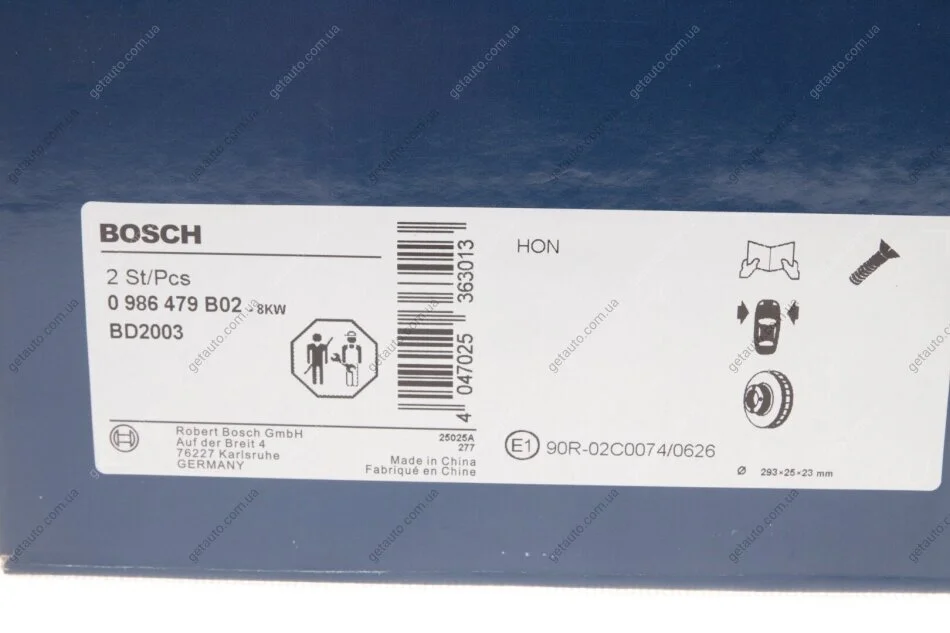 BOSCH
2 St/Pcs
0 986 479 B02 - 8KW
BD2003
Robert Bosch GmbH
Auf der Breit 4
76227 Karlsruhe
GERMANY
25025A
277
Made in China
Fabriqué en Chine
4 047025 363013
HON
E1 90R-02C0074/0626
Ø 293×25×23 mm
getauto.com.ua